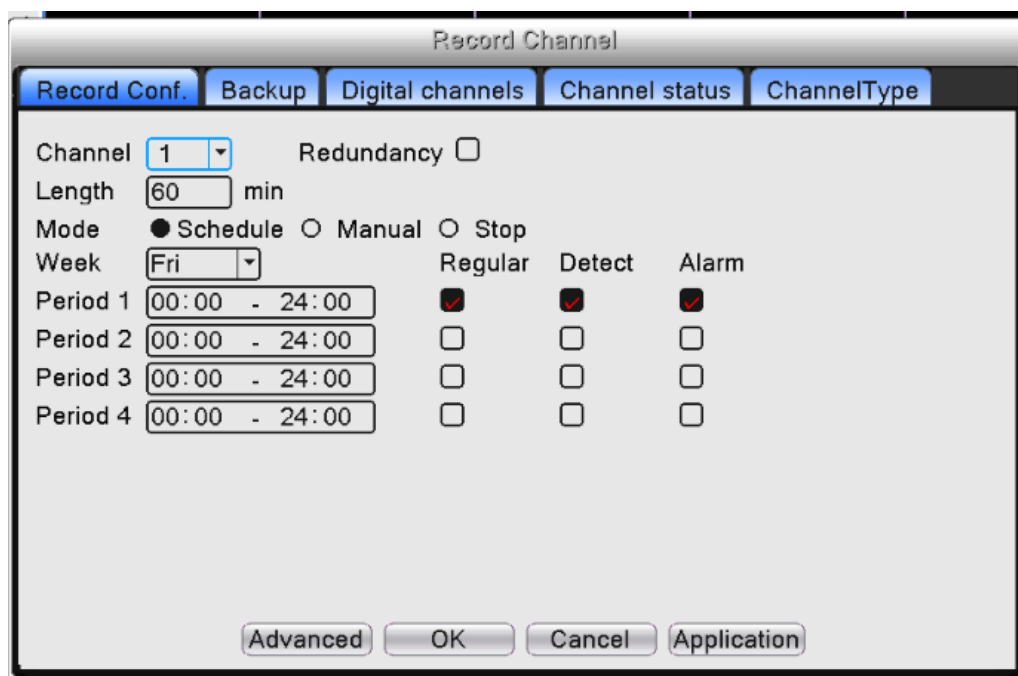 Record Channel
Record Conf. Backup Digital channels Channel status ChannelType
Channel 1 Redundancy
Length 60 min
Mode Schedule Manual Stop
Week Fri Regular Detect Alarm
Period 1 00:00 - 24:00
Period 2 00:00 - 24:00
Period 3 00:00 - 24:00
Period 4 00:00 - 24:00
Advanced OK Cancel Application